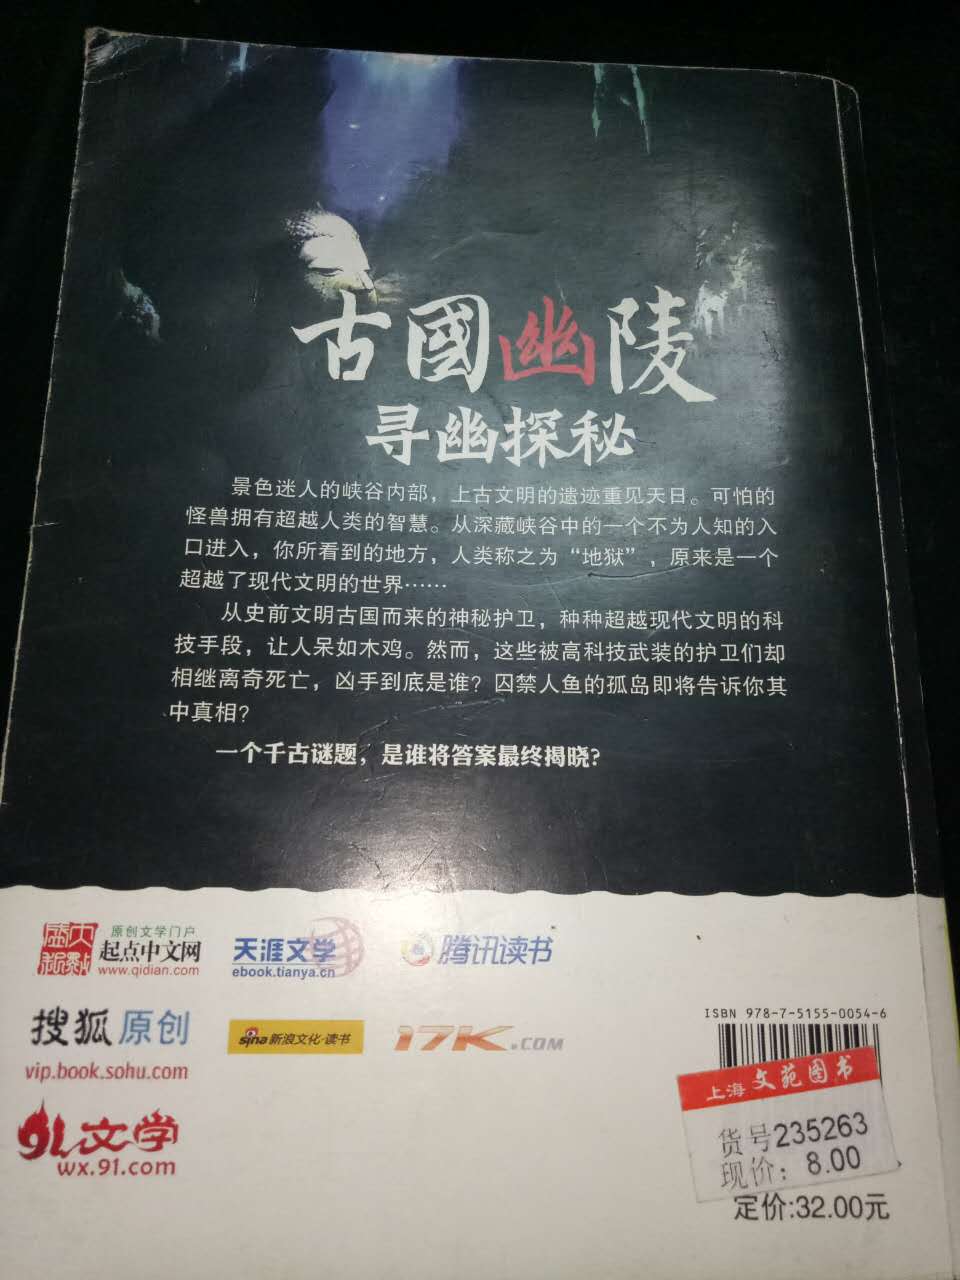 古國幽陵
寻幽探秘
景色迷人的峡谷内部，上古文明的遗迹重见天日。可怕的
怪兽拥有超越人类的智慧。从深藏峡谷中的一个不为人知的入
口进入，你所看到的地方，人类称之为“地狱”，原来是一个
超越了现代文明的世界……
从史前文明古国而来的神秘护卫，种种超越现代文明的科
技手段，让人呆如木鸡。然而，这些被高科技武装的护卫们却
相继离奇死亡，凶手到底是谁？囚禁人鱼的孤岛即将告诉你其
中真相？
一个千古谜题，是谁将答案最终揭晓？
原创文学门户
起点中文网
www.qidian.com
天涯文学
ebook.tianya.cn
腾讯读书
搜狐原创
vip.book.sohu.com
sina新浪文化·读书
17K.COM
91文学
wx.91.com
ISBN 978-7-5155-0054-6
上海文苑图书
货号235263
现价：8.00
定价:32.00元